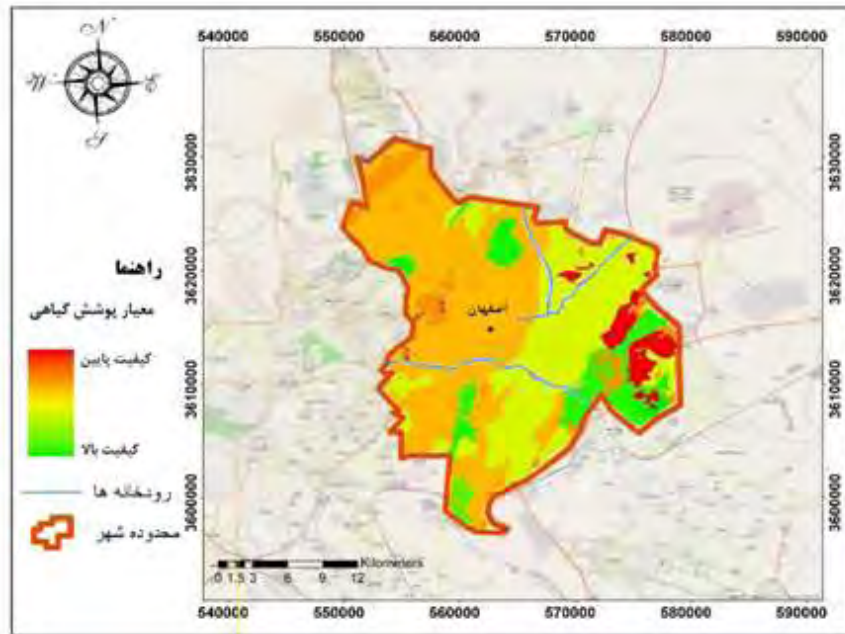 540000 550000 560000 570000 580000 590000
N
W E
S
3630000 3630000
3620000 3620000
3610000 3610000
3600000 3600000
راهنما
معیار پوشش گیاهی
کیفیت پایین
کیفیت بالا
رودخانه ها
محدوده شهر
اصفهان
Kilometers
0 1.5 3 6 9 12
540000 550000 560000 570000 580000 590000